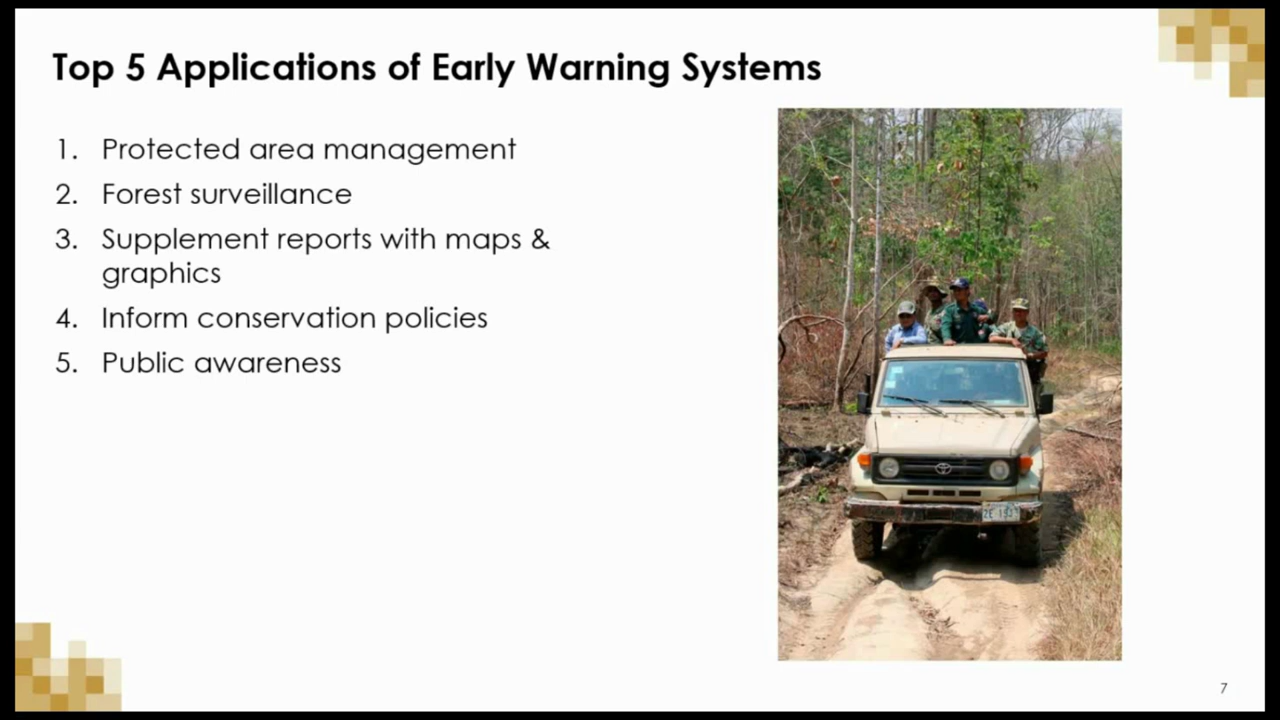 Top 5 Applications of Early Warning Systems
1. Protected area management
2. Forest surveillance
3. Supplement reports with maps &
graphics
4. Inform conservation policies
5. Public awareness
7